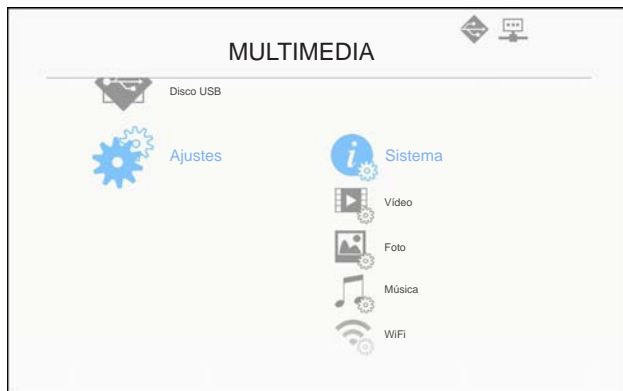 MULTIMEDIA
Disco USB
Ajustes
Sistema
Vídeo
Foto
Música
WiFi